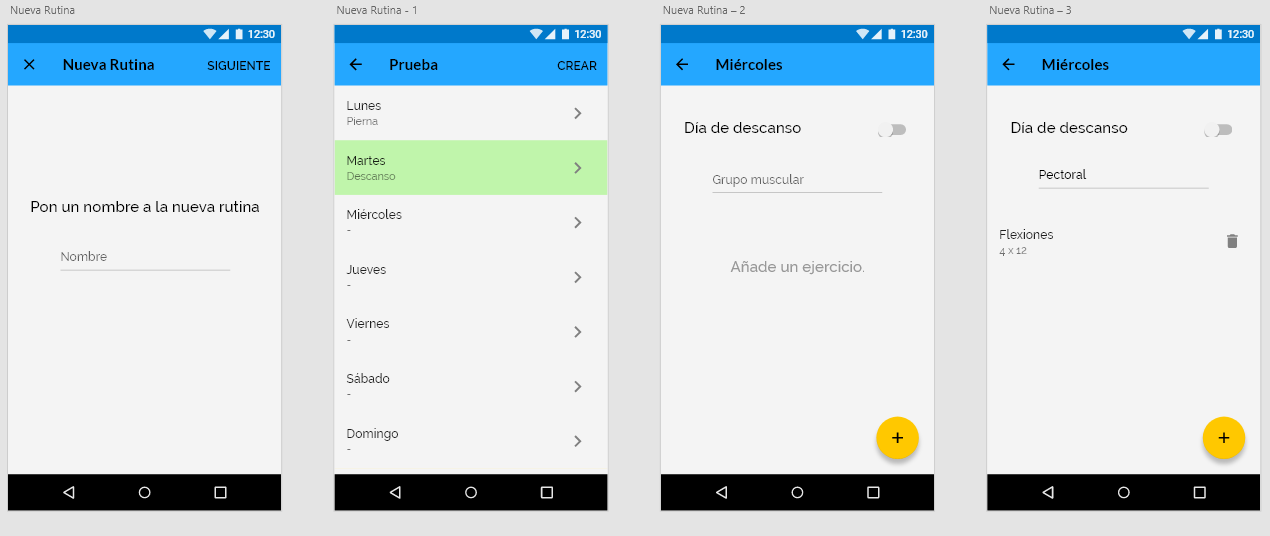 Nueva Rutina
12:30
Nueva Rutina
SIGUIENTE
Pon un nombre a la nueva rutina
Nombre
Nueva Rutina - 1
12:30
Prueba
CREAR
Lunes
Pierna
Martes
Descanso
Miércoles
-
Jueves
-
Viernes
-
Sábado
-
Domingo
-
Nueva Rutina – 2
12:30
Miércoles
Día de descanso
Grupo muscular
Añade un ejercicio.
+
Nueva Rutina – 3
12:30
Miércoles
Día de descanso
Pectoral
Flexiones
4 x 12
+